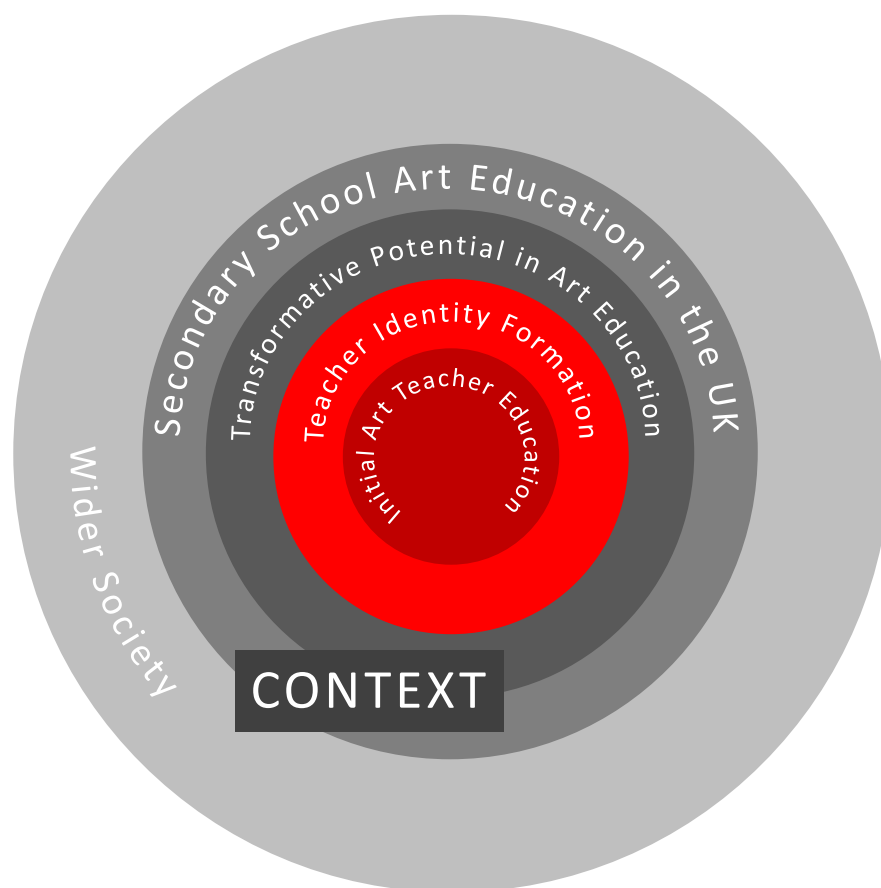 Secondary School Art Education in the UK
Transformative Potential in Art Education
Teacher Identity Formation
Initial Art Teacher Education
Wider Society
CONTEXT